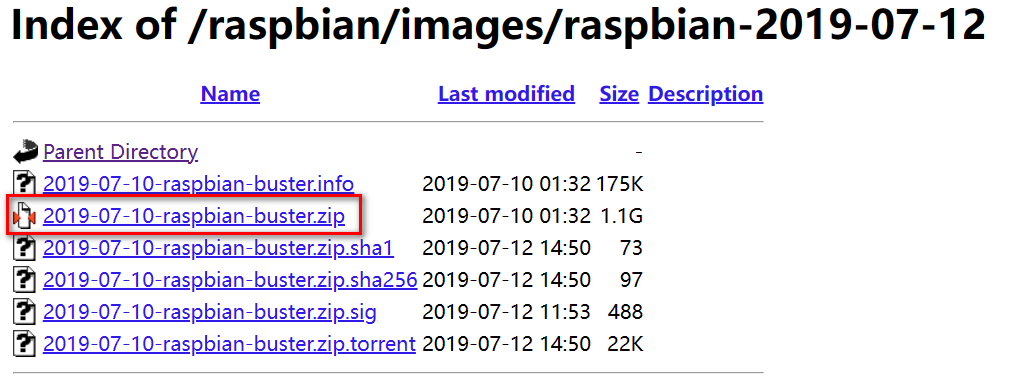 Index of /raspbian/images/raspbian-2019-07-12
Name Last modified Size Description
Parent Directory -
2019-07-10-raspbian-buster.info 2019-07-10 01:32 175K
2019-07-10-raspbian-buster.zip 2019-07-10 01:32 1.1G
2019-07-10-raspbian-buster.zip.sha1 2019-07-12 14:50 73
2019-07-10-raspbian-buster.zip.sha256 2019-07-12 14:50 97
2019-07-10-raspbian-buster.zip.sig 2019-07-12 11:53 488
2019-07-10-raspbian-buster.zip.torrent 2019-07-12 14:50 22K